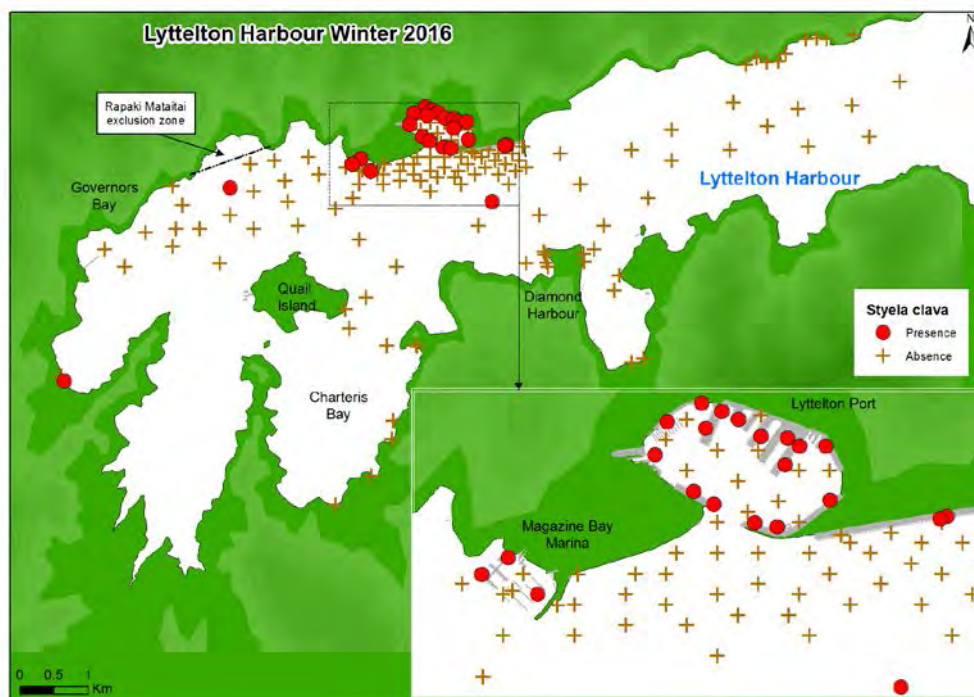 Lyttelton Harbour Winter 2016
N
Rapaki Mataitai
exclusion zone
Governors
Bay
Lyttelton Harbour
Quail
Island
Diamond
Harbour
Styela clava
Presence
Absence
Charteris
Bay
Lyttelton Port
Magazine Bay
Marina
0 0.5 1
Km